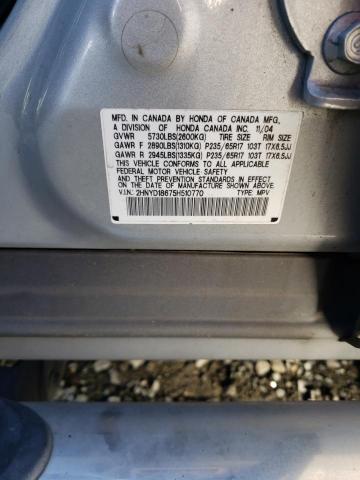 MFD. IN CANADA BY HONDA OF CANADA MFG.,
A DIVISION OF HONDA CANADA INC. 11/04
GVWR 5730LBS(2600KG) TIRE SIZE RIM SIZE
GAWR F 2890LBS(1310KG) P235/65R17 103T 17X6.5JJ
GAWR R 2945LBS(1335KG) P235/65R17 103T 17X6.5JJ
THIS VEHICLE CONFORMS TO ALL APPLICABLE
FEDERAL MOTOR VEHICLE SAFETY
STANDARDS IN EFFECT ON THE DATE OF
MANUFACTURE SHOWN ABOVE.
V.I.N.: 2HNYD18675H510770 TYPE: MPV